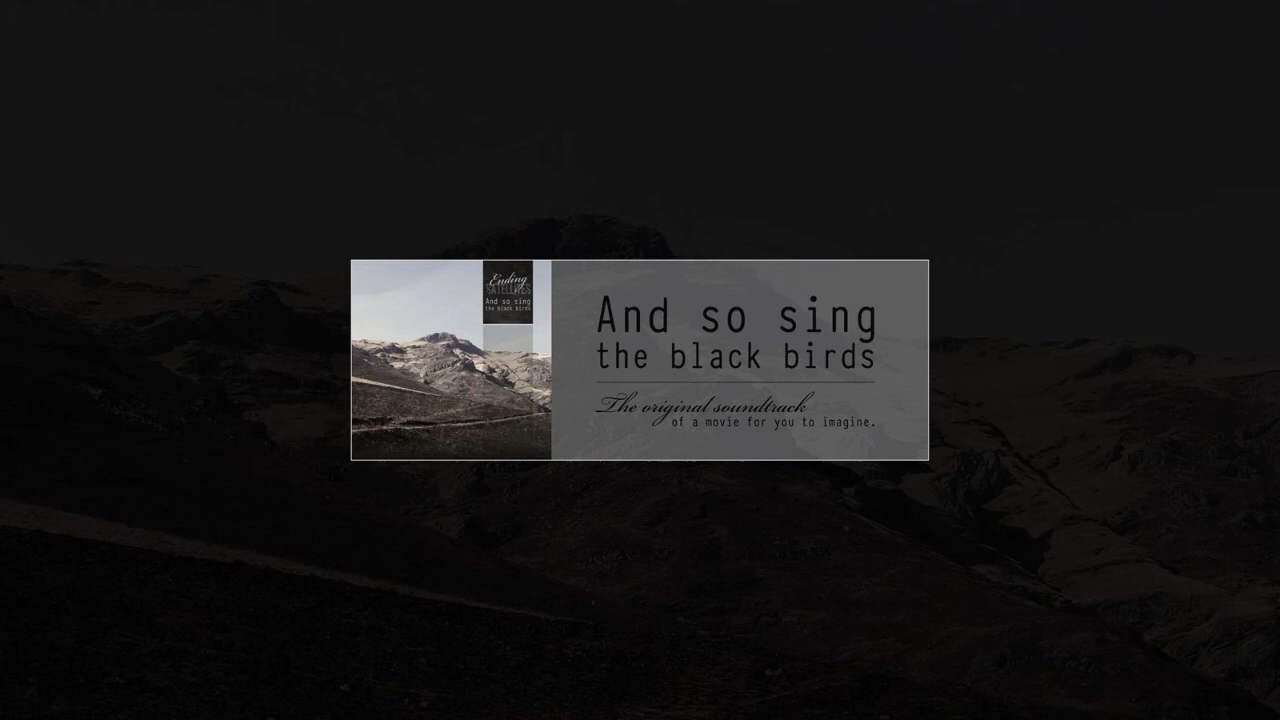 Ending
SATELLITES
And so sing
the black birds
And so sing
the black birds
The original soundtrack
of a movie for you to imagine.